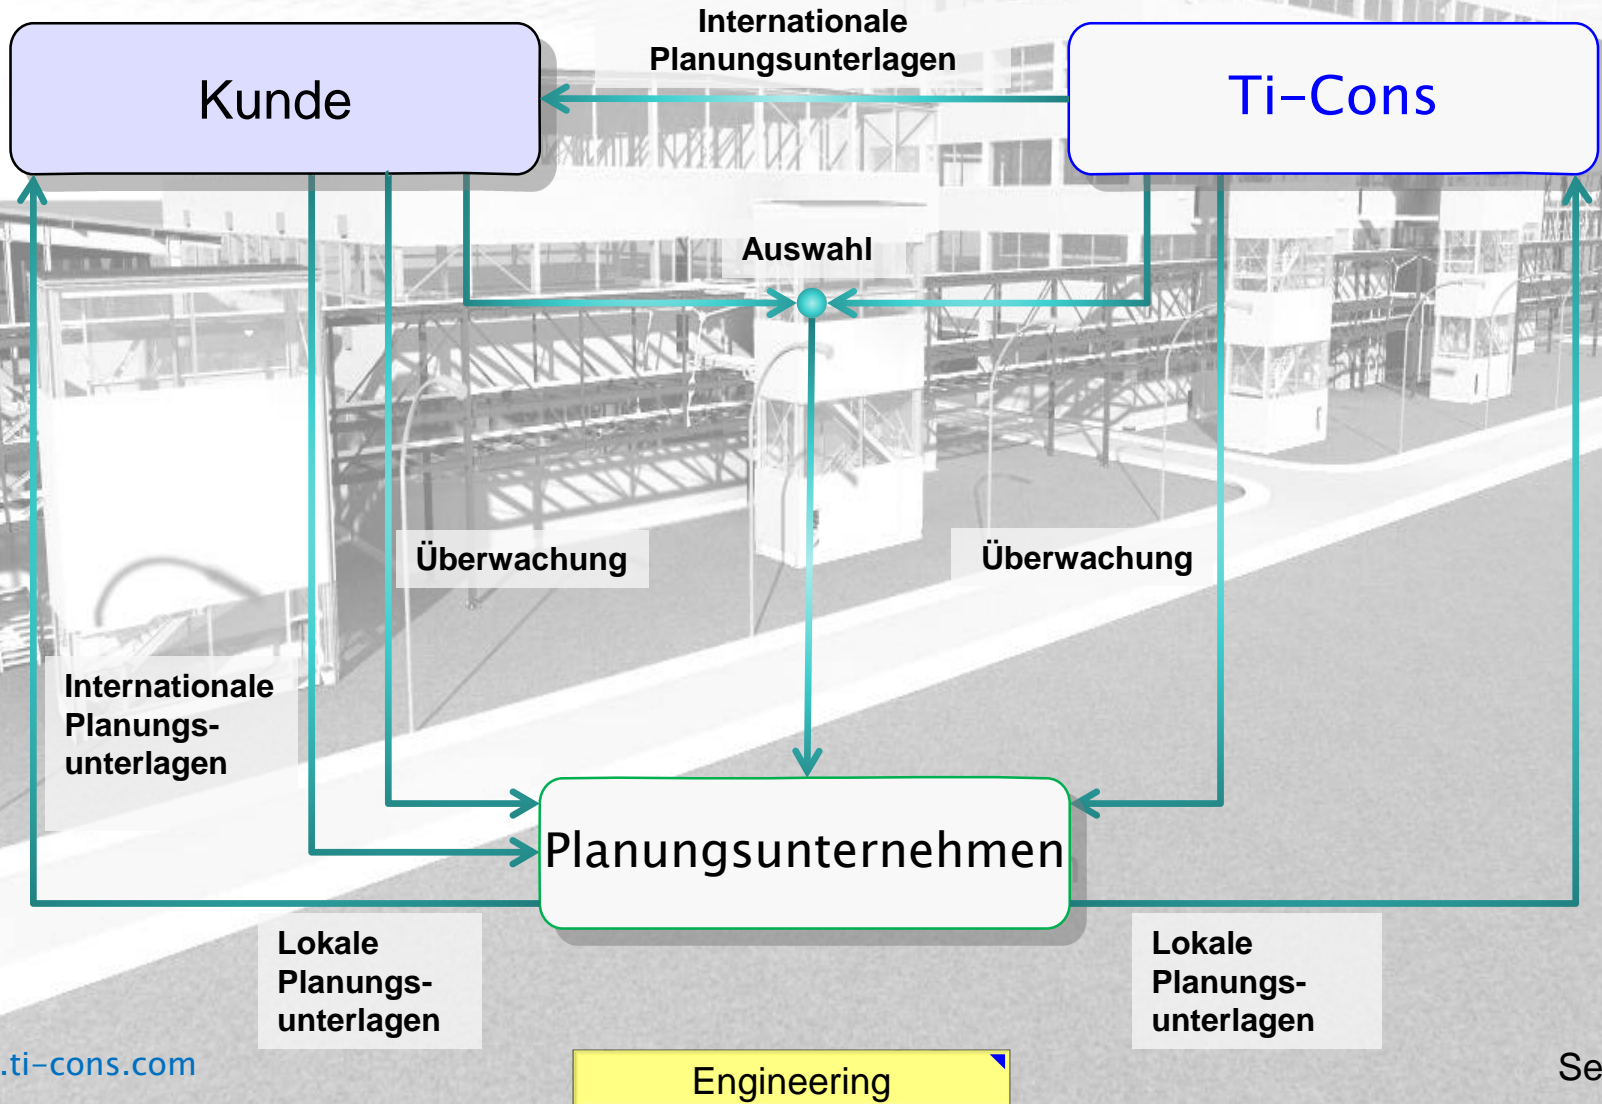 Internationale
Planungsunterlagen
Kunde
Ti-Cons
Auswahl
Überwachung
Überwachung
Internationale
Planungs-
unterlagen
Planungsunternehmen
Lokale
Planungs-
unterlagen
Lokale
Planungs-
unterlagen
.ti-cons.com
Engineering
Se